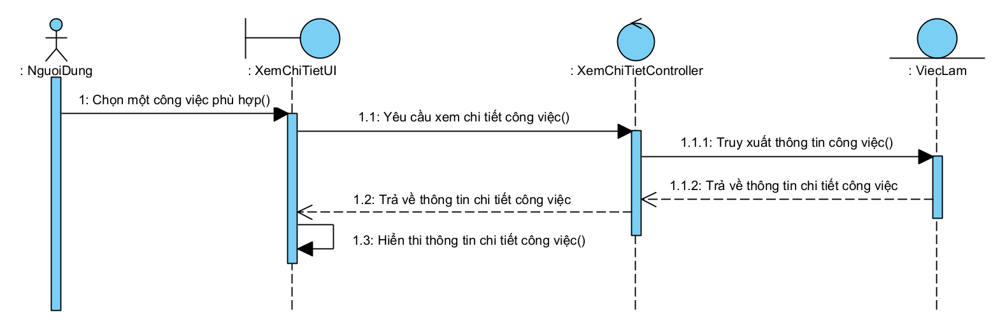 : NguoiDung
: XemChiTietUI
: XemChiTietController
: ViecLam
1: Chọn một công việc phù hợp()
1.1: Yêu cầu xem chi tiết công việc()
1.1.1: Truy xuất thông tin công việc()
1.1.2: Trả về thông tin chi tiết công việc
1.2: Trả về thông tin chi tiết công việc
1.3: Hiển thi thông tin chi tiết công việc()